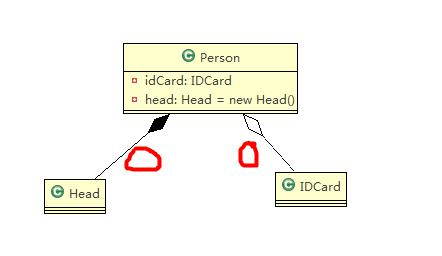 C Person
idCard: IDCard
head: Head = new Head()
C Head
C IDCard